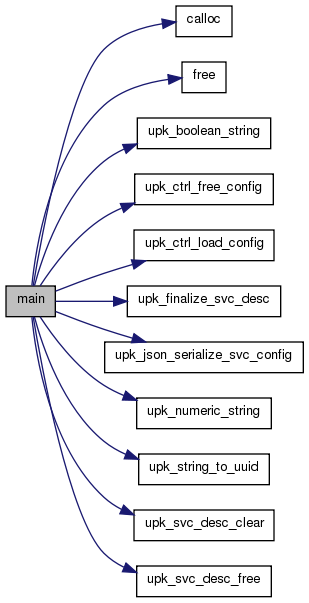 calloc
free
upk_boolean_string
upk_ctrl_free_config
upk_ctrl_load_config
main
upk_finalize_svc_desc
upk_json_serialize_svc_config
upk_numeric_string
upk_string_to_uuid
upk_svc_desc_clear
upk_svc_desc_free